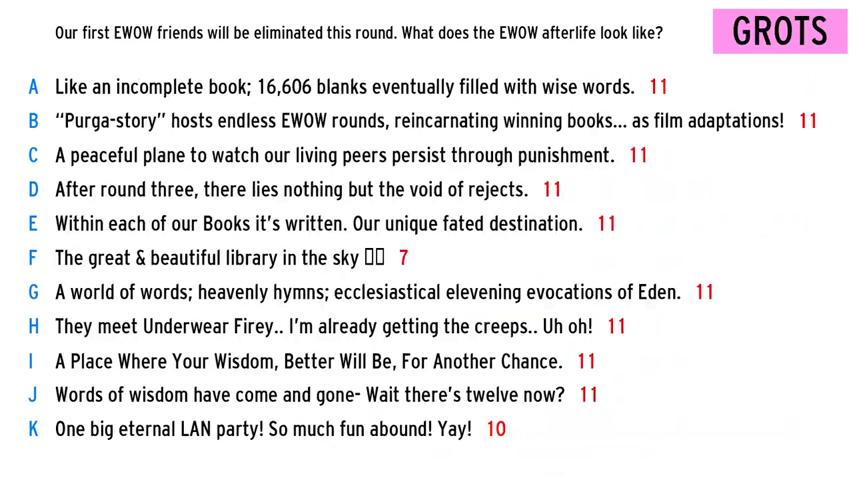 Our first EWOW friends will be eliminated this round. What does the EWOW afterlife look like?
GROTS
A Like an incomplete book; 16,606 blanks eventually filled with wise words. 11
B “Purga-story” hosts endless EWOW rounds, reincarnating winning books... as film adaptations! 11
C A peaceful plane to watch our living peers persist through punishment. 11
D After round three, there lies nothing but the void of rejects. 11
E Within each of our Books it’s written. Our unique fated destination. 11
F The great & beautiful library in the sky ▯▯ 7
G A world of words; heavenly hymns; ecclesiastical elevening evocations of Eden. 11
H They meet Underwear Firey.. I’m already getting the creeps.. Uh oh! 11
I A Place Where Your Wisdom, Better Will Be, For Another Chance. 11
J Words of wisdom have come and gone- Wait there’s twelve now? 11
K One big eternal LAN party! So much fun abound! Yay! 10